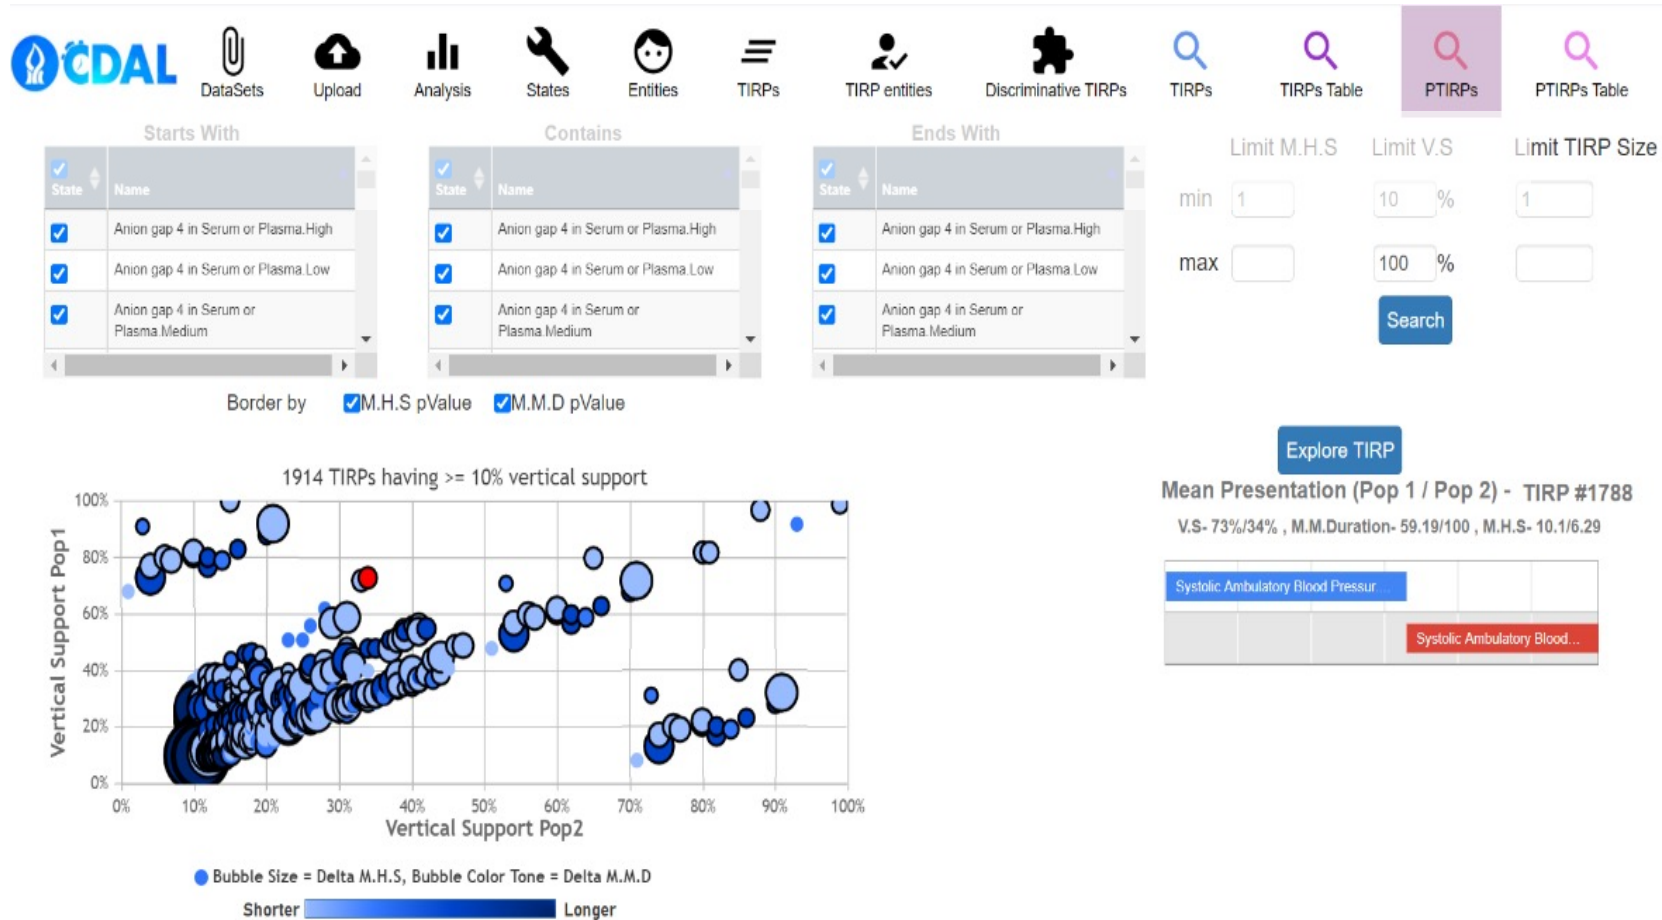 CDAL
DataSets
Upload
Analysis
States
Entities
TIRPs
TIRP entities
Discriminative TIRPs
TIRPs
TIRPs Table
PTIRPs
PTIRPs Table
Starts With
State Name
Anion gap 4 in Serum or Plasma.High
Anion gap 4 in Serum or Plasma.Low
Anion gap 4 in Serum or
Plasma.Medium
Contains
State Name
Anion gap 4 in Serum or Plasma.High
Anion gap 4 in Serum or Plasma.Low
Anion gap 4 in Serum or
Plasma.Medium
Ends With
State Name
Anion gap 4 in Serum or Plasma.High
Anion gap 4 in Serum or Plasma.Low
Anion gap 4 in Serum or
Plasma.Medium
Limit M.H.S Limit V.S Limit TIRP Size
min 1 10 % 1
max 100 %
Search
Border by M.H.S pValue M.M.D pValue
Explore TIRP
Mean Presentation (Pop 1 / Pop 2) - TIRP #1788
V.S- 73%/34% , M.M.Duration- 59.19/100 , M.H.S- 10.1/6.29
Systolic Ambulatory Blood Pressur...
Systolic Ambulatory Blood...
1914 TIRPs having >= 10% vertical support
Vertical Support Pop1
100%
80%
60%
40%
20%
0%
0% 10% 20% 30% 40% 50% 60% 70% 80% 90% 100%
Vertical Support Pop2
Bubble Size = Delta M.H.S, Bubble Color Tone = Delta M.M.D
Shorter Longer